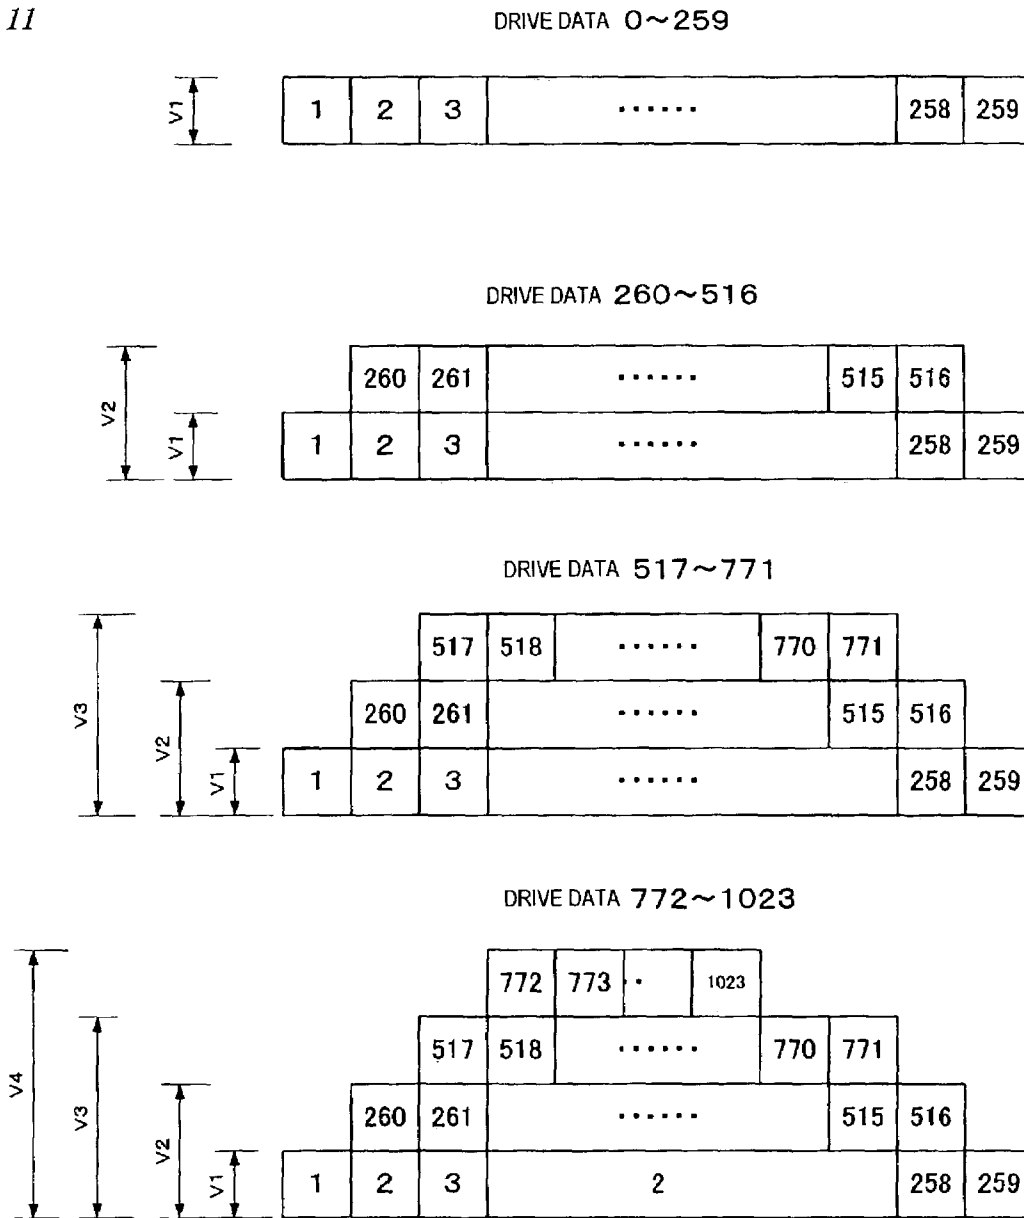 11
DRIVE DATA 0~259
V1
1 2 3 ······ 258 259
DRIVE DATA 260~516
V2
260 261 ······ 515 516
V1
1 2 3 ······ 258 259
DRIVE DATA 517~771
V3
517 518 ······ 770 771
V2
260 261 ······ 515 516
V1
1 2 3 ······ 258 259
DRIVE DATA 772~1023
V4
772 773 ·· 1023
V3
517 518 ······ 770 771
V2
260 261 ······ 515 516
V1
1 2 3 2 258 259